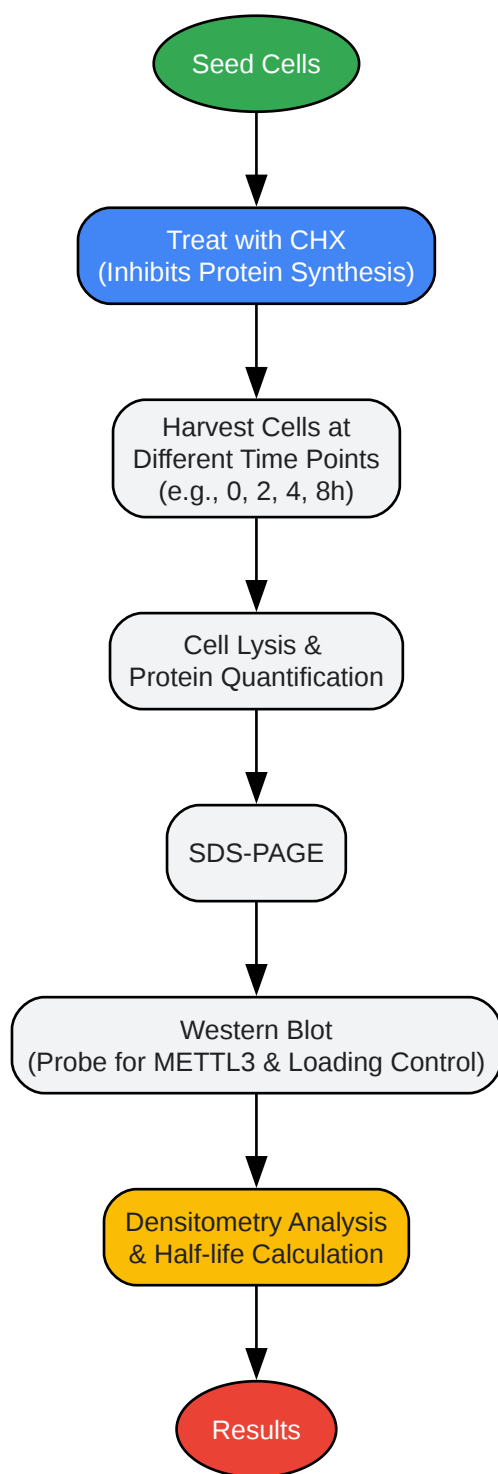 Seed Cells
Treat with CHX
(Inhibits Protein Synthesis)
Harvest Cells at
Different Time Points
(e.g., 0, 2, 4, 8h)
Cell Lysis &
Protein Quantification
SDS-PAGE
Western Blot
(Probe for METTL3 & Loading Control)
Densitometry Analysis
& Half-life Calculation
Results